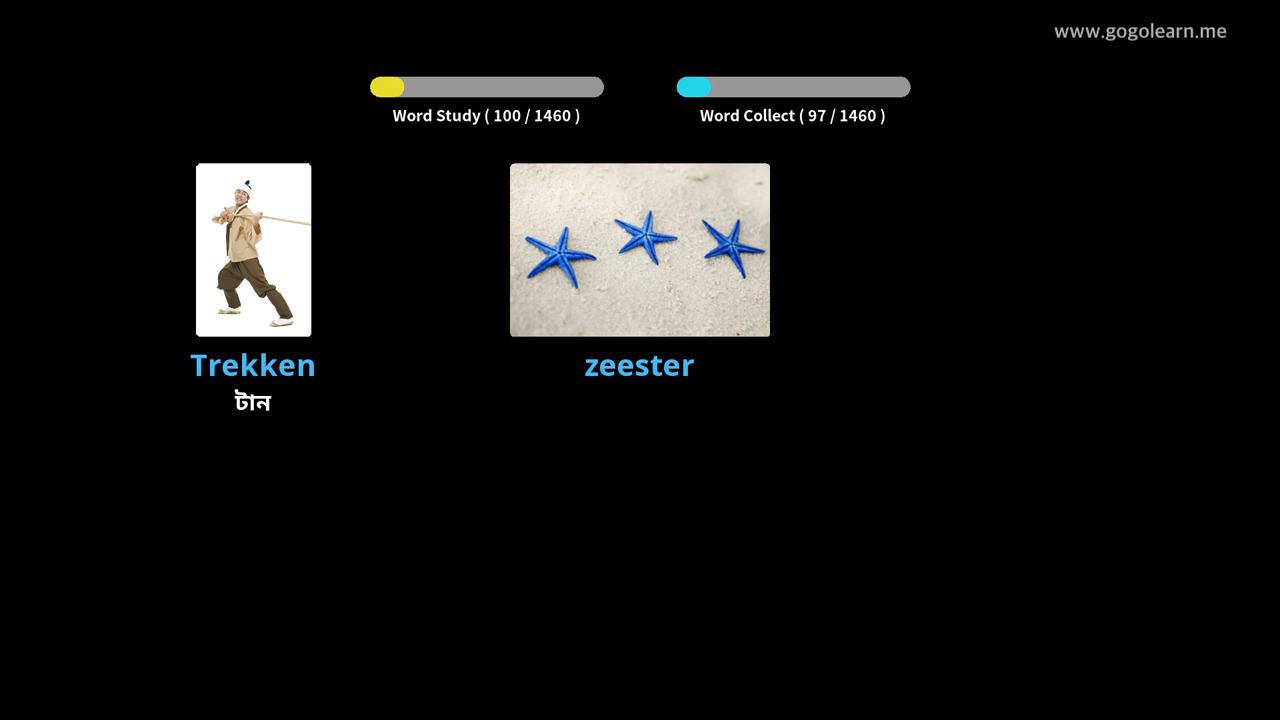 www.gogolearn.me
Word Study ( 100 / 1460 )
Word Collect ( 97 / 1460 )
Trekken
টান
zeester